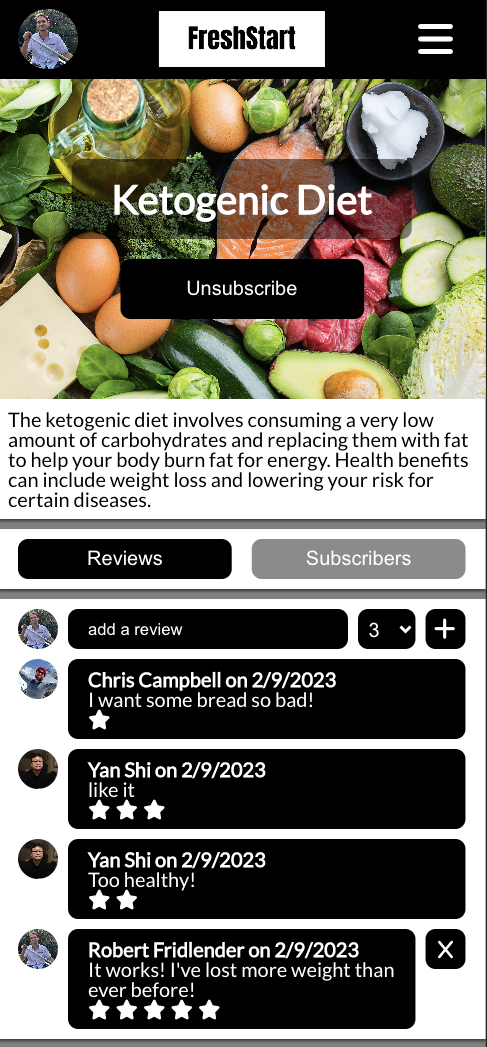 FreshStart
Ketogenic Diet
Unsubscribe
The ketogenic diet involves consuming a very low
amount of carbohydrates and replacing them with fat
to help your body burn fat for energy. Health benefits
can include weight loss and lowering your risk for
certain diseases.
Reviews
Subscribers
add a review
3
Chris Campbell on 2/9/2023
I want some bread so bad!
Yan Shi on 2/9/2023
like it
Yan Shi on 2/9/2023
Too healthy!
Robert Fridlender on 2/9/2023
X
It works! I've lost more weight than
ever before!